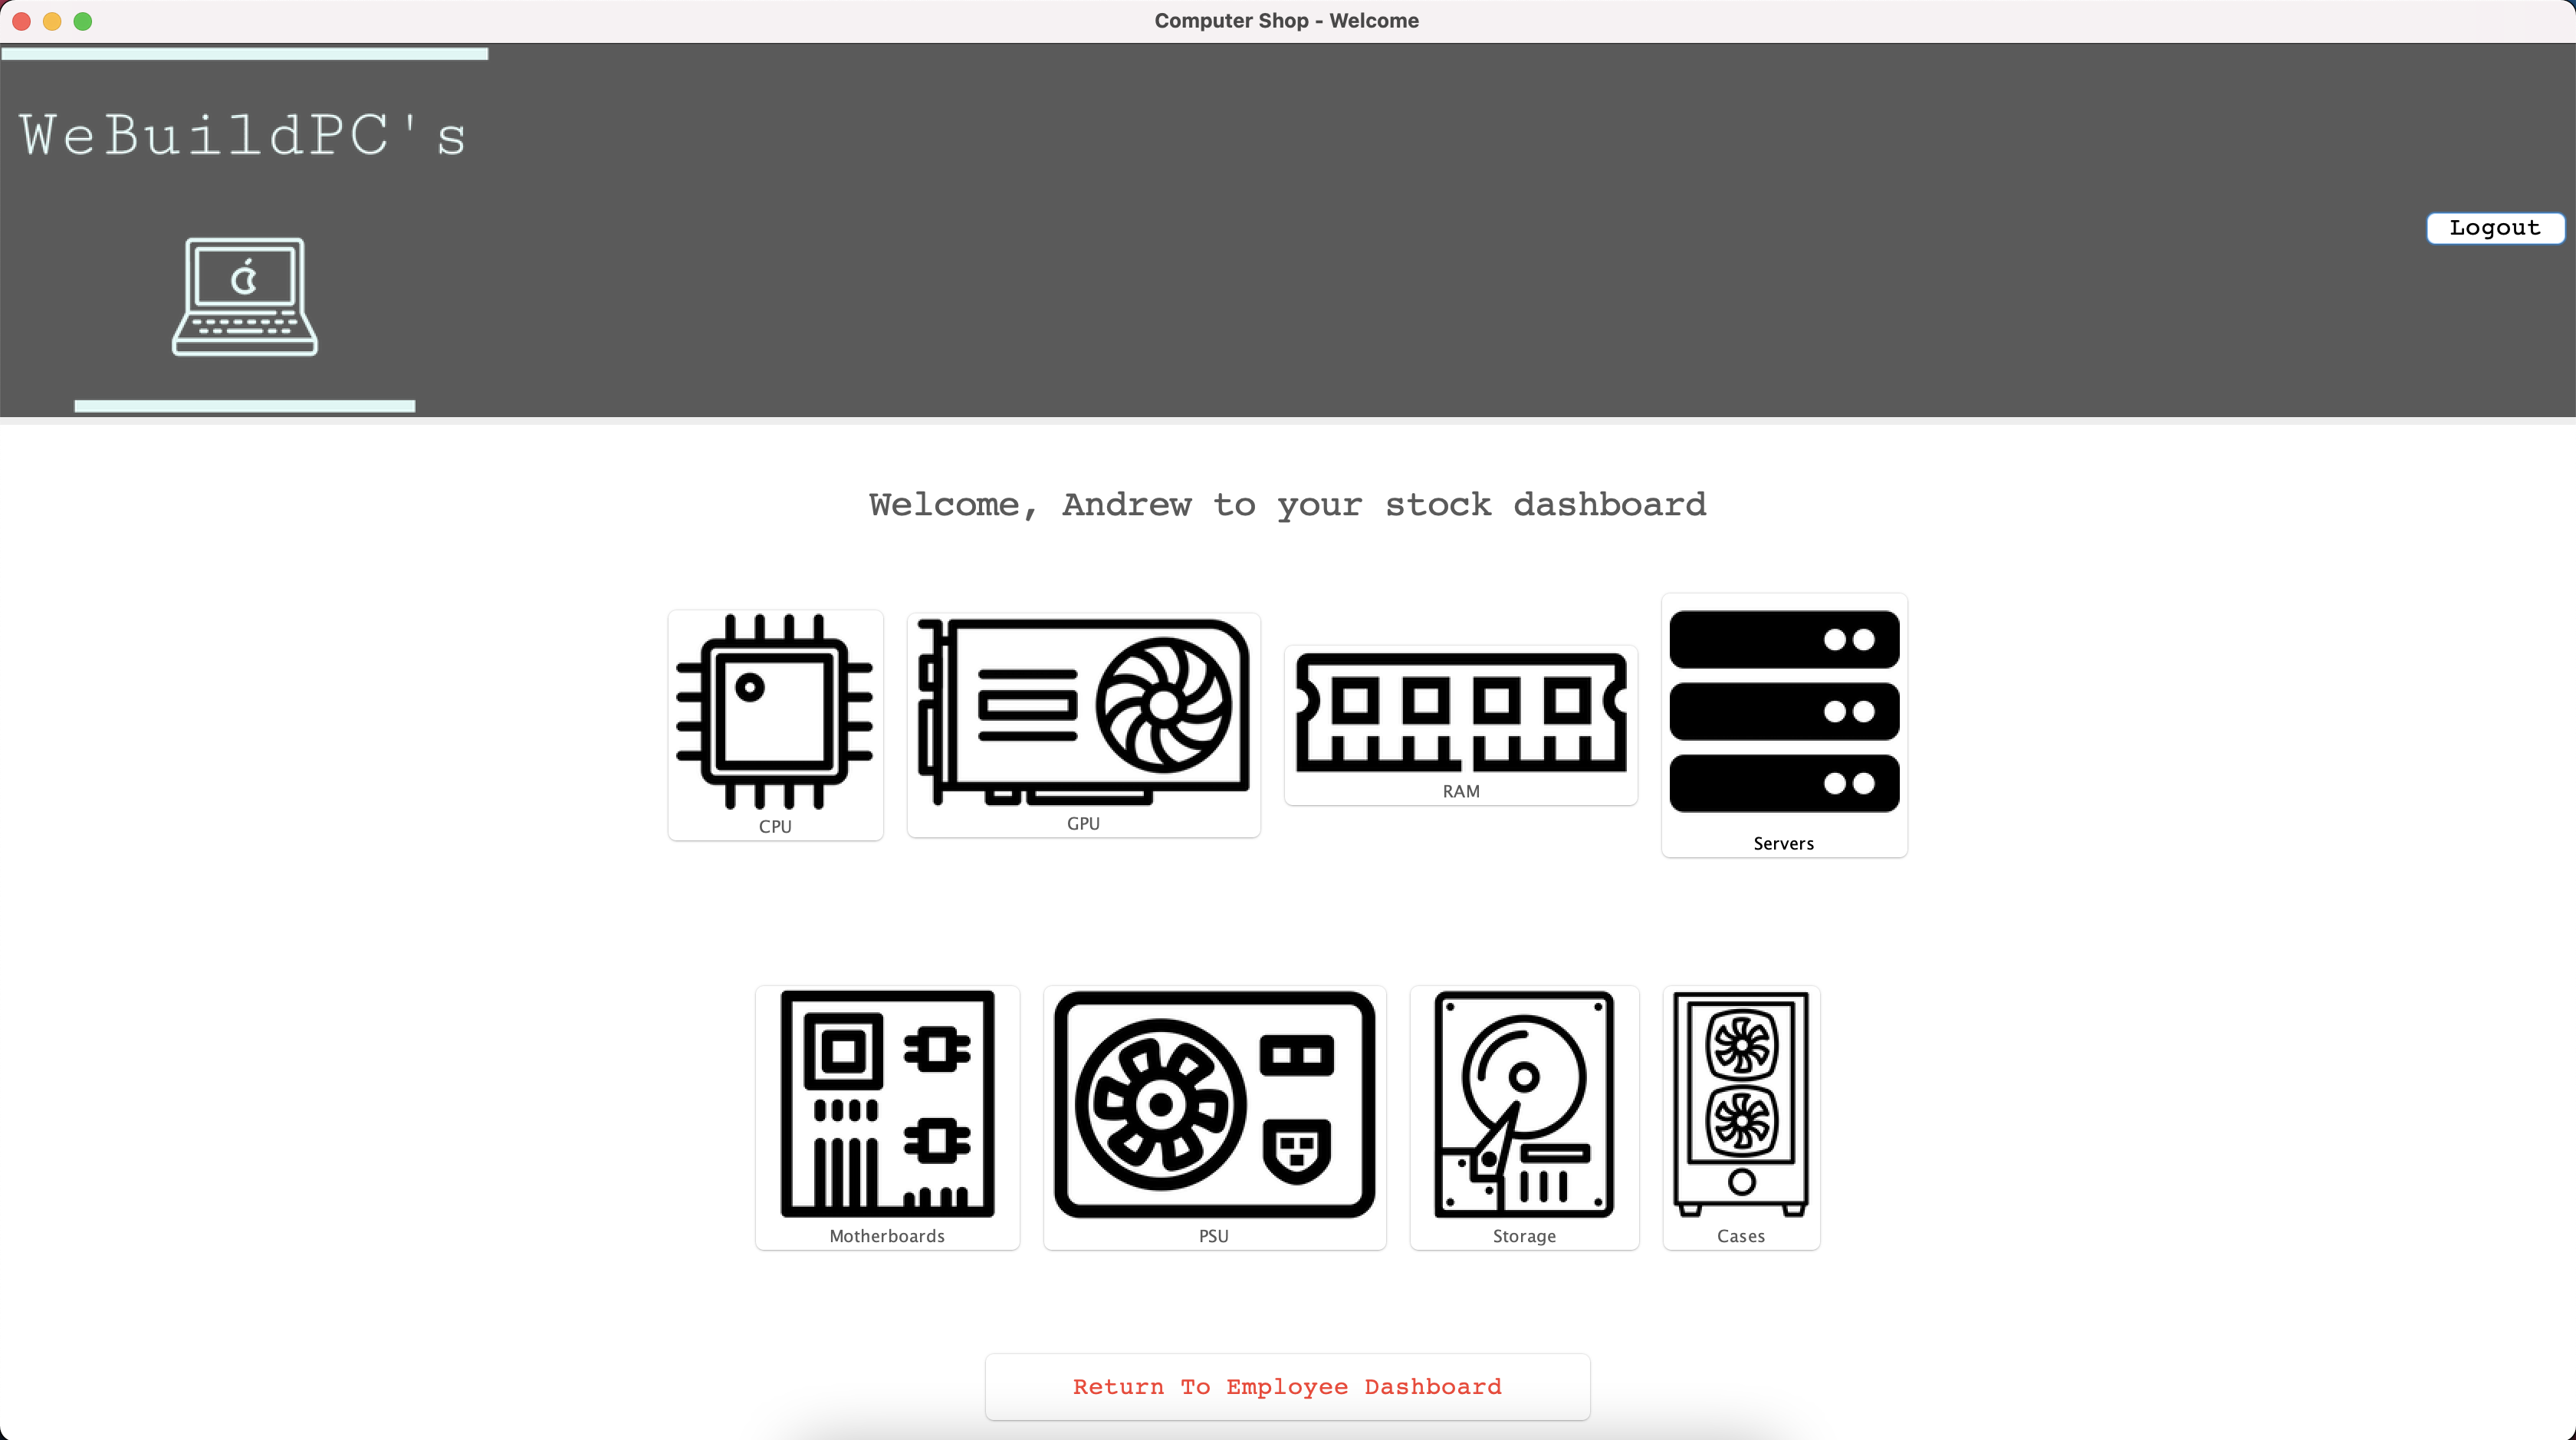 Computer Shop - Welcome
WeBuildPC's
Logout
Welcome, Andrew to your stock dashboard
CPU
GPU
RAM
Servers
Motherboards
PSU
Storage
Cases
Return To Employee Dashboard